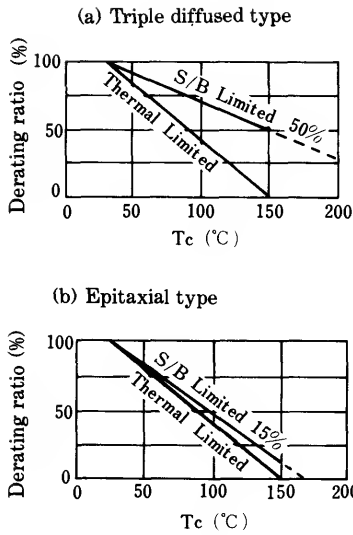 (a) Triple diffused type
Derating ratio (%)
100
50
0
S/B Limited 50%
Thermal Limited
0 50 100 150 200
Tc (°C)
(b) Epitaxial type
Derating ratio (%)
100
50
0
S/B Limited 15%
Thermal Limited
50 100 150 200
Tc (°C)